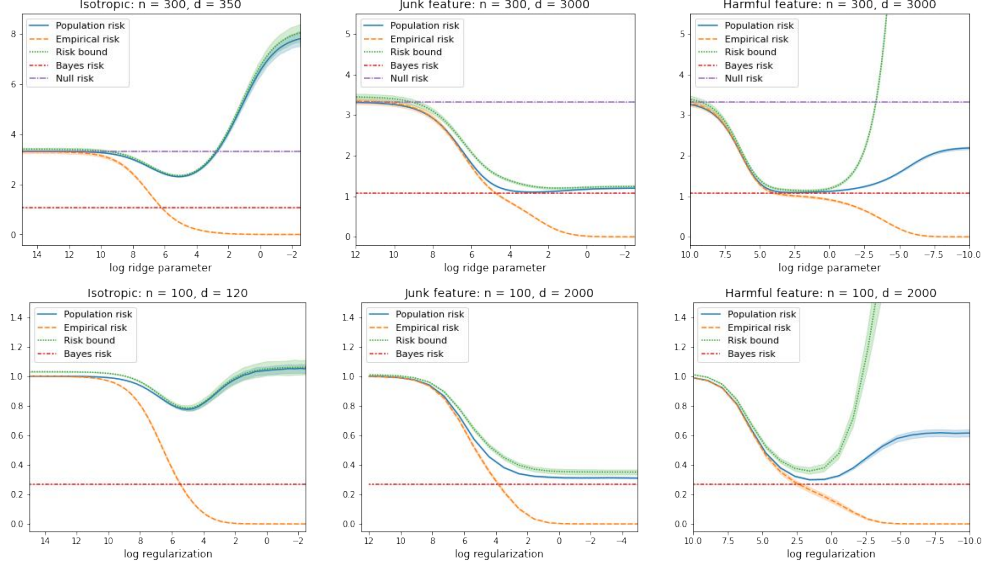 Isotropic: n = 300, d = 350
Population risk
Empirical risk
Risk bound
Bayes risk
Null risk
8
6
4
2
0
14 12 10 8 6 4 2 0 −2
log ridge parameter
Junk feature: n = 300, d = 3000
Population risk
Empirical risk
Risk bound
Bayes risk
Null risk
5
4
3
2
1
0
12 10 8 6 4 2 0 −2
log ridge parameter
Harmful feature: n = 300, d = 3000
Population risk
Empirical risk
Risk bound
Bayes risk
Null risk
5
4
3
2
1
0
10.0 7.5 5.0 2.5 0.0 −2.5 −5.0 −7.5 −10.0
log ridge parameter
Isotropic: n = 100, d = 120
Population risk
Empirical risk
Risk bound
Bayes risk
1.4
1.2
1.0
0.8
0.6
0.4
0.2
0.0
14 12 10 8 6 4 2 0 −2
log regularization
Junk feature: n = 100, d = 2000
Population risk
Empirical risk
Risk bound
Bayes risk
1.4
1.2
1.0
0.8
0.6
0.4
0.2
0.0
12 10 8 6 4 2 0 −2 −4
log regularization
Harmful feature: n = 100, d = 2000
Population risk
Empirical risk
Risk bound
Bayes risk
1.4
1.2
1.0
0.8
0.6
0.4
0.2
0.0
10.0 7.5 5.0 2.5 0.0 −2.5 −5.0 −7.5 −10.0
log regularization